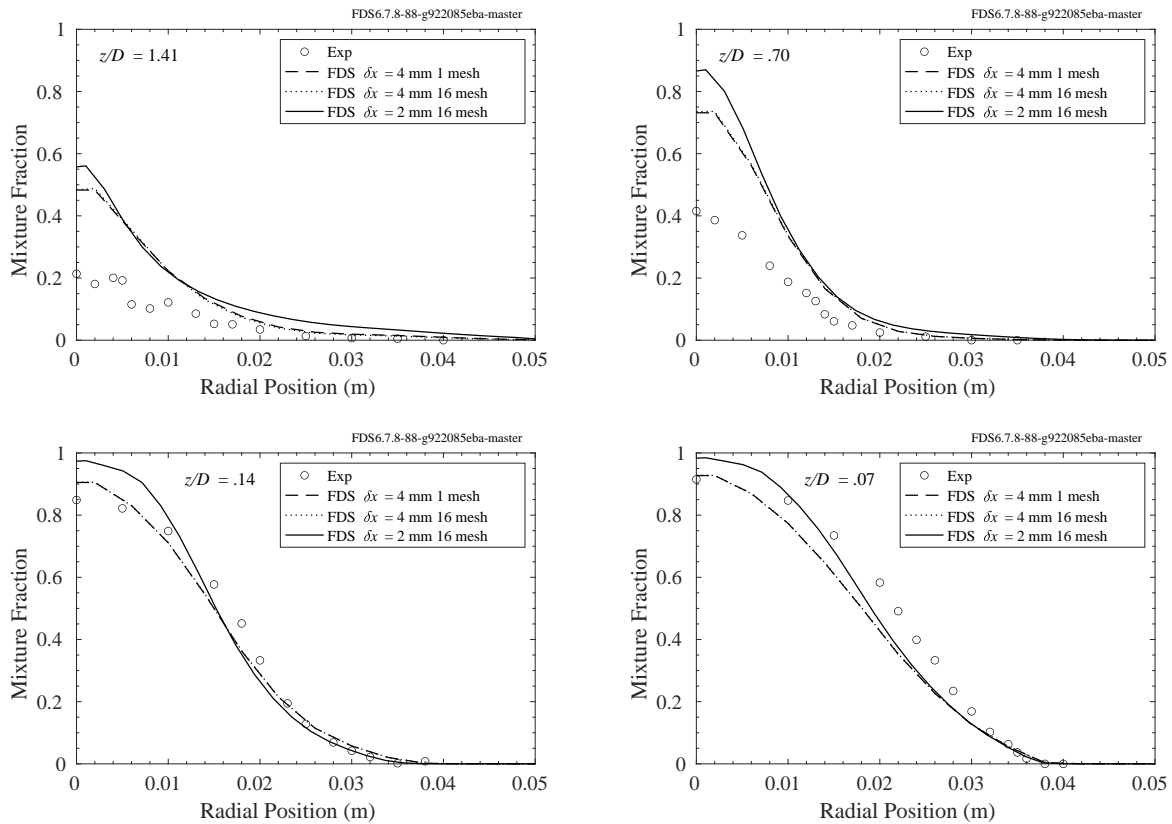 FDS6.7.8-88-g922085eba-master
z/D = 1.41
Exp
FDS δx = 4 mm 1 mesh
FDS δx = 4 mm 16 mesh
FDS δx = 2 mm 16 mesh
1
0.8
0.6
0.4
0.2
0
Mixture Fraction
0 0.01 0.02 0.03 0.04 0.05
Radial Position (m)
FDS6.7.8-88-g922085eba-master
z/D = .70
Exp
FDS δx = 4 mm 1 mesh
FDS δx = 4 mm 16 mesh
FDS δx = 2 mm 16 mesh
1
0.8
0.6
0.4
0.2
0
Mixture Fraction
0 0.01 0.02 0.03 0.04 0.05
Radial Position (m)
FDS6.7.8-88-g922085eba-master
z/D = .14
Exp
FDS δx = 4 mm 1 mesh
FDS δx = 4 mm 16 mesh
FDS δx = 2 mm 16 mesh
1
0.8
0.6
0.4
0.2
0
Mixture Fraction
0 0.01 0.02 0.03 0.04 0.05
Radial Position (m)
FDS6.7.8-88-g922085eba-master
z/D = .07
Exp
FDS δx = 4 mm 1 mesh
FDS δx = 4 mm 16 mesh
FDS δx = 2 mm 16 mesh
1
0.8
0.6
0.4
0.2
0
Mixture Fraction
0 0.01 0.02 0.03 0.04 0.05
Radial Position (m)